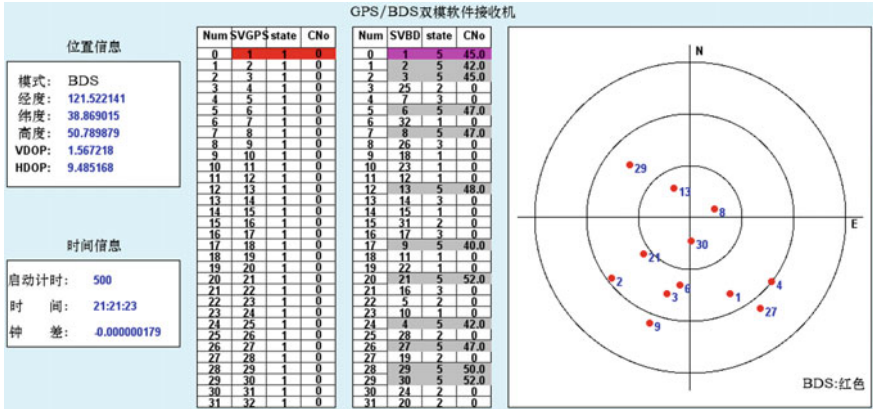 GPS/BDS双模软件接收机
位置信息
模式: BDS
经度: 121.522141
纬度: 38.869015
高度: 50.789879
VDOP: 1.567218
HDOP: 9.485168
时间信息
启动计时: 500
时 间: 21:21:23
钟 差: -0.000000179
Num SVGPS state CNo
0 1 1 0
1 2 1 0
2 3 1 0
3 4 1 0
4 5 1 0
5 6 1 0
6 7 1 0
7 8 1 0
8 9 1 0
9 10 1 0
10 11 1 0
11 12 1 0
12 13 1 0
13 14 1 0
14 15 1 0
15 16 1 0
16 17 1 0
17 18 1 0
18 19 1 0
19 20 1 0
20 21 1 0
21 22 1 0
22 23 1 0
23 24 1 0
24 25 1 0
25 26 1 0
26 27 1 0
27 28 1 0
28 29 1 0
29 30 1 0
30 31 1 0
31 32 1 0
Num SVBD state CNo
0 1 5 45.0
1 2 5 42.0
2 3 5 45.0
3 25 2 0
4 7 3 0
5 6 5 47.0
6 32 1 0
7 8 5 47.0
8 26 3 0
9 18 1 0
10 23 1 0
11 12 1 0
12 13 5 48.0
13 14 3 0
14 15 1 0
15 31 2 0
16 17 3 0
17 9 5 40.0
18 11 1 0
19 22 1 0
20 21 5 52.0
21 16 3 0
22 5 2 0
23 10 1 0
24 4 5 42.0
25 28 2 0
26 27 5 47.0
27 19 2 0
28 29 5 50.0
29 30 5 52.0
30 24 2 0
31 20 2 0
N
29
13
8
E
30
21
2
6
4
3
1
27
9
BDS:红色